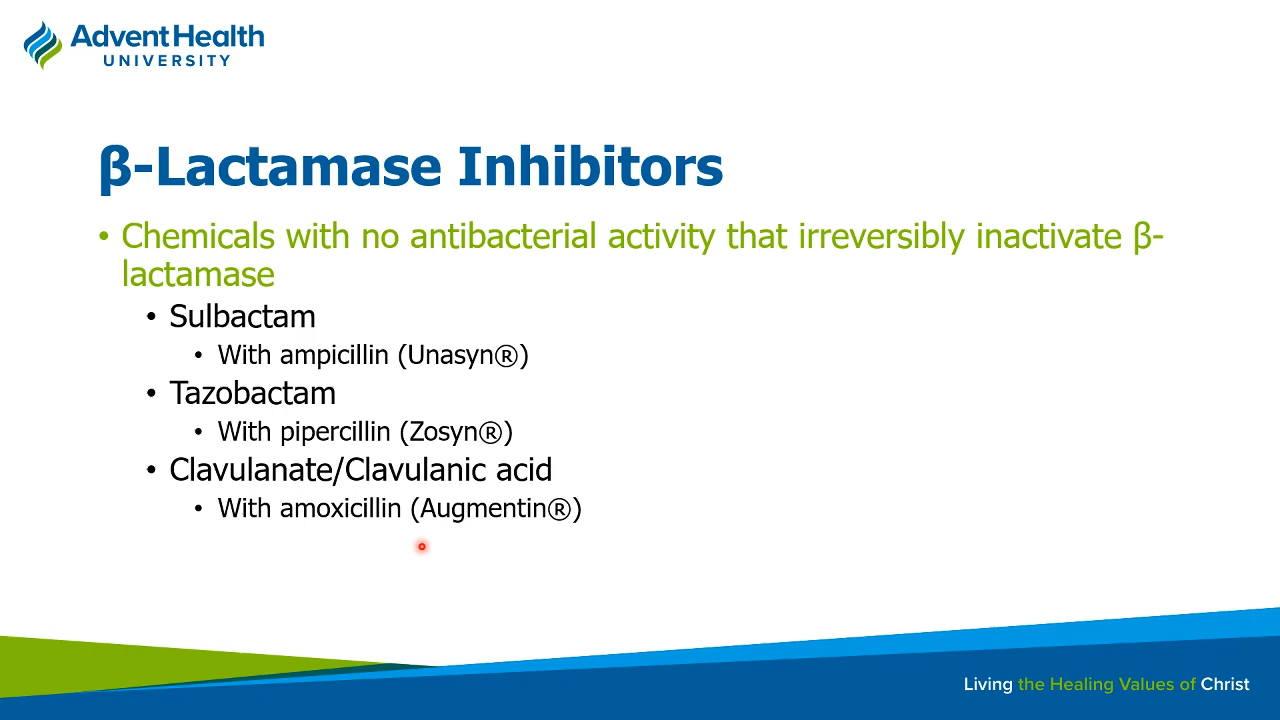 AdventHealth
UNIVERSITY
β-Lactamase Inhibitors
• Chemicals with no antibacterial activity that irreversibly inactivate β-
lactamase
• Sulbactam
• With ampicillin (Unasyn®)
• Tazobactam
• With pipercillin (Zosyn®)
• Clavulanate/Clavulanic acid
• With amoxicillin (Augmentin®)
Living the Healing Values of Christ